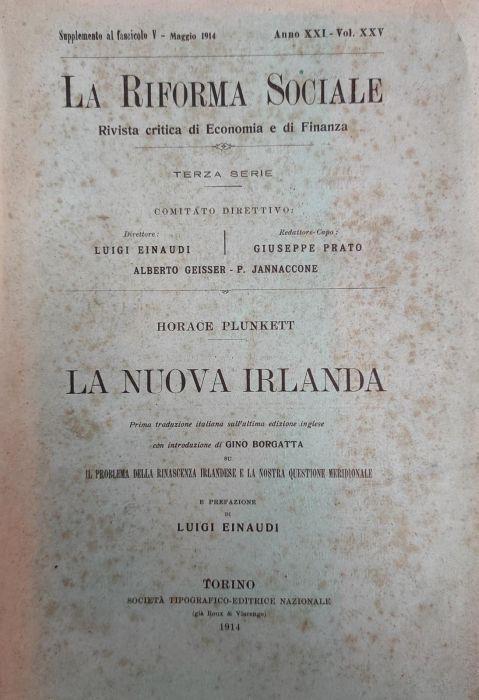 Supplemento al fascicolo V - Maggio 1914 Anno XXI - Vol. XXV
LA RIFORMA SOCIALE
Rivista critica di Economia e di Finanza
TERZA SERIE
COMITATO DIRETTIVO:
Direttore: Redattore-Capo:
LUIGI EINAUDI GIUSEPPE PRATO
ALBERTO GEISSER - P. JANNACCONE
HORACE PLUNKETT
LA NUOVA IRLANDA
Prima traduzione italiana sull'ultima edizione inglese
con introduzione di GINO BORGATTA
SU
IL PROBLEMA DELLA RINASCENZA IRLANDESE E LA NOSTRA QUESTIONE MERIDIONALE
E PREFAZIONE
DI
LUIGI EINAUDI
TORINO
SOCIETÀ TIPOGRAFICO-EDITRICE NAZIONALE
(già Roux & Viarengo)
1914